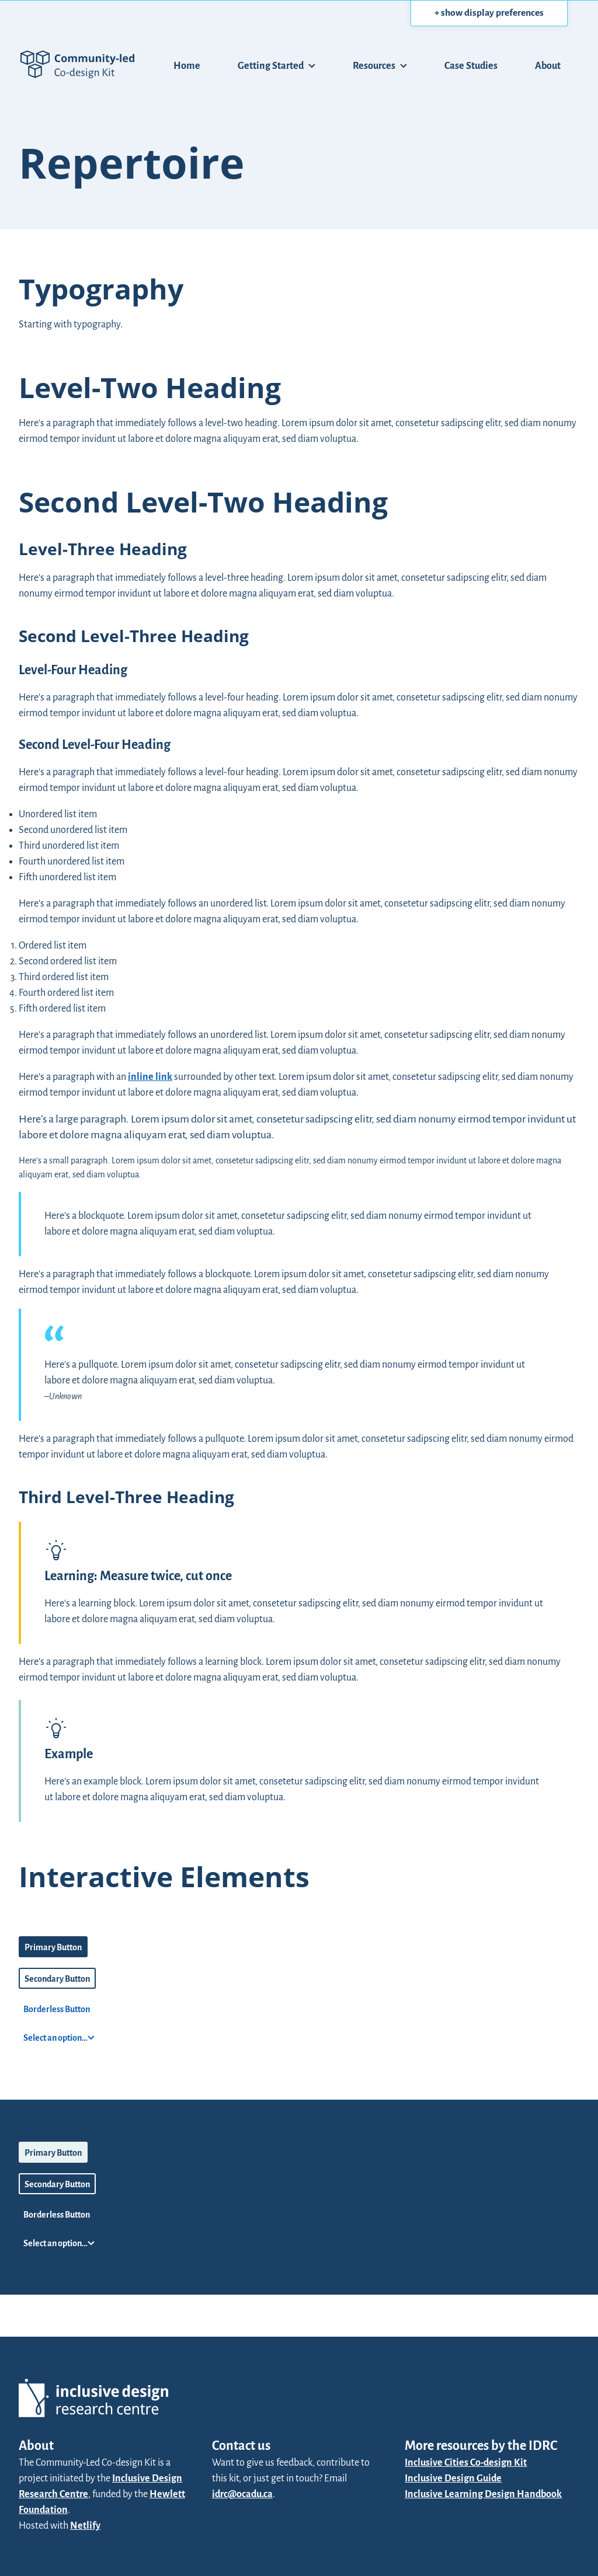 + show display preferences
Community-led
Co-design Kit
Home
Getting Started
Resources
Case Studies
About
Repertoire
Typography
Starting with typography.
Level-Two Heading
Here's a paragraph that immediately follows a level-two heading. Lorem ipsum dolor sit amet, consetetur sadipscing elitr, sed diam nonumy
eirmod tempor invidunt ut labore et dolore magna aliquyam erat, sed diam voluptua.
Second Level-Two Heading
Level-Three Heading
Here's a paragraph that immediately follows a level-three heading. Lorem ipsum dolor sit amet, consetetur sadipscing elitr, sed diam
nonumy eirmod tempor invidunt ut labore et dolore magna aliquyam erat, sed diam voluptua.
Second Level-Three Heading
Level-Four Heading
Here's a paragraph that immediately follows a level-four heading. Lorem ipsum dolor sit amet, consetetur sadipscing elitr, sed diam nonumy
eirmod tempor invidunt ut labore et dolore magna aliquyam erat, sed diam voluptua.
Second Level-Four Heading
Here's a paragraph that immediately follows a level-four heading. Lorem ipsum dolor sit amet, consetetur sadipscing elitr, sed diam nonumy
eirmod tempor invidunt ut labore et dolore magna aliquyam erat, sed diam voluptua.
• Unordered list item
• Second unordered list item
• Third unordered list item
• Fourth unordered list item
• Fifth unordered list item
Here's a paragraph that immediately follows an unordered list. Lorem ipsum dolor sit amet, consetetur sadipscing elitr, sed diam nonumy
eirmod tempor invidunt ut labore et dolore magna aliquyam erat, sed diam voluptua.
1. Ordered list item
2. Second ordered list item
3. Third ordered list item
4. Fourth ordered list item
5. Fifth ordered list item
Here's a paragraph that immediately follows an unordered list. Lorem ipsum dolor sit amet, consetetur sadipscing elitr, sed diam nonumy
eirmod tempor invidunt ut labore et dolore magna aliquyam erat, sed diam voluptua.
Here's a paragraph with an inline link surrounded by other text. Lorem ipsum dolor sit amet, consetetur sadipscing elitr, sed diam nonumy
eirmod tempor invidunt ut labore et dolore magna aliquyam erat, sed diam voluptua.
Here's a large paragraph. Lorem ipsum dolor sit amet, consetetur sadipscing elitr, sed diam nonumy eirmod tempor invidunt ut
labore et dolore magna aliquyam erat, sed diam voluptua.
Here's a small paragraph. Lorem ipsum dolor sit amet, consetetur sadipscing elitr, sed diam nonumy eirmod tempor invidunt ut labore et dolore magna
aliquyam erat, sed diam voluptua.
Here's a blockquote. Lorem ipsum dolor sit amet, consetetur sadipscing elitr, sed diam nonumy eirmod tempor invidunt ut
labore et dolore magna aliquyam erat, sed diam voluptua.
Here's a paragraph that immediately follows a blockquote. Lorem ipsum dolor sit amet, consetetur sadipscing elitr, sed diam nonumy
eirmod tempor invidunt ut labore et dolore magna aliquyam erat, sed diam voluptua.
“
Here's a pullquote. Lorem ipsum dolor sit amet, consetetur sadipscing elitr, sed diam nonumy eirmod tempor invidunt ut
labore et dolore magna aliquyam erat, sed diam voluptua.
—Unknown
Here's a paragraph that immediately follows a pullquote. Lorem ipsum dolor sit amet, consetetur sadipscing elitr, sed diam nonumy eirmod
tempor invidunt ut labore et dolore magna aliquyam erat, sed diam voluptua.
Third Level-Three Heading
Learning: Measure twice, cut once
Here's a learning block. Lorem ipsum dolor sit amet, consetetur sadipscing elitr, sed diam nonumy eirmod tempor invidunt ut
labore et dolore magna aliquyam erat, sed diam voluptua.
Here's a paragraph that immediately follows a learning block. Lorem ipsum dolor sit amet, consetetur sadipscing elitr, sed diam nonumy
eirmod tempor invidunt ut labore et dolore magna aliquyam erat, sed diam voluptua.
Example
Here's an example block. Lorem ipsum dolor sit amet, consetetur sadipscing elitr, sed diam nonumy eirmod tempor invidunt
ut labore et dolore magna aliquyam erat, sed diam voluptua.
Interactive Elements
Primary Button
Secondary Button
Borderless Button
Select an option...
Primary Button
Secondary Button
Borderless Button
Select an option...
inclusive design
research centre
About
The Community-Led Co-design Kit is a
project initiated by the Inclusive Design
Research Centre, funded by the Hewlett
Foundation.
Hosted with Netlify
Contact us
Want to give us feedback, contribute to
this kit, or just get in touch? Email
idrc@ocadu.ca.
More resources by the IDRC
Inclusive Cities Co-design Kit
Inclusive Design Guide
Inclusive Learning Design Handbook